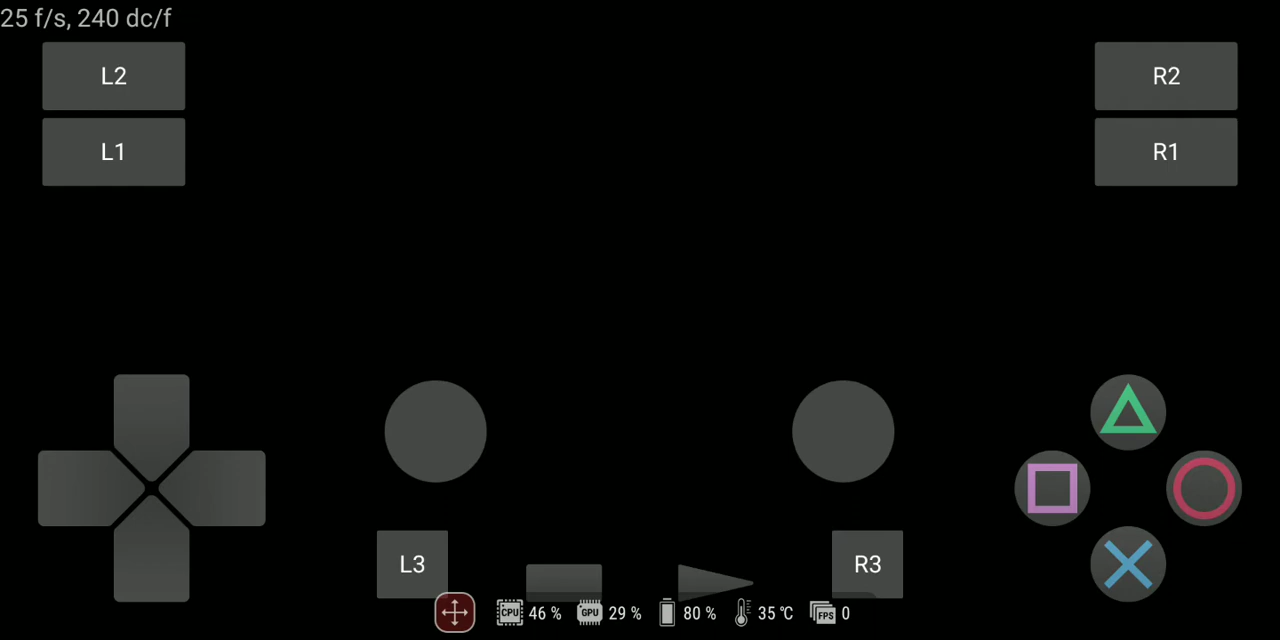 25 f/s, 240 dc/f
L2
R2
L1
R1
L3
R3
CPU 46 % GPU 29 % 80 % 35 ℃ FPS 0